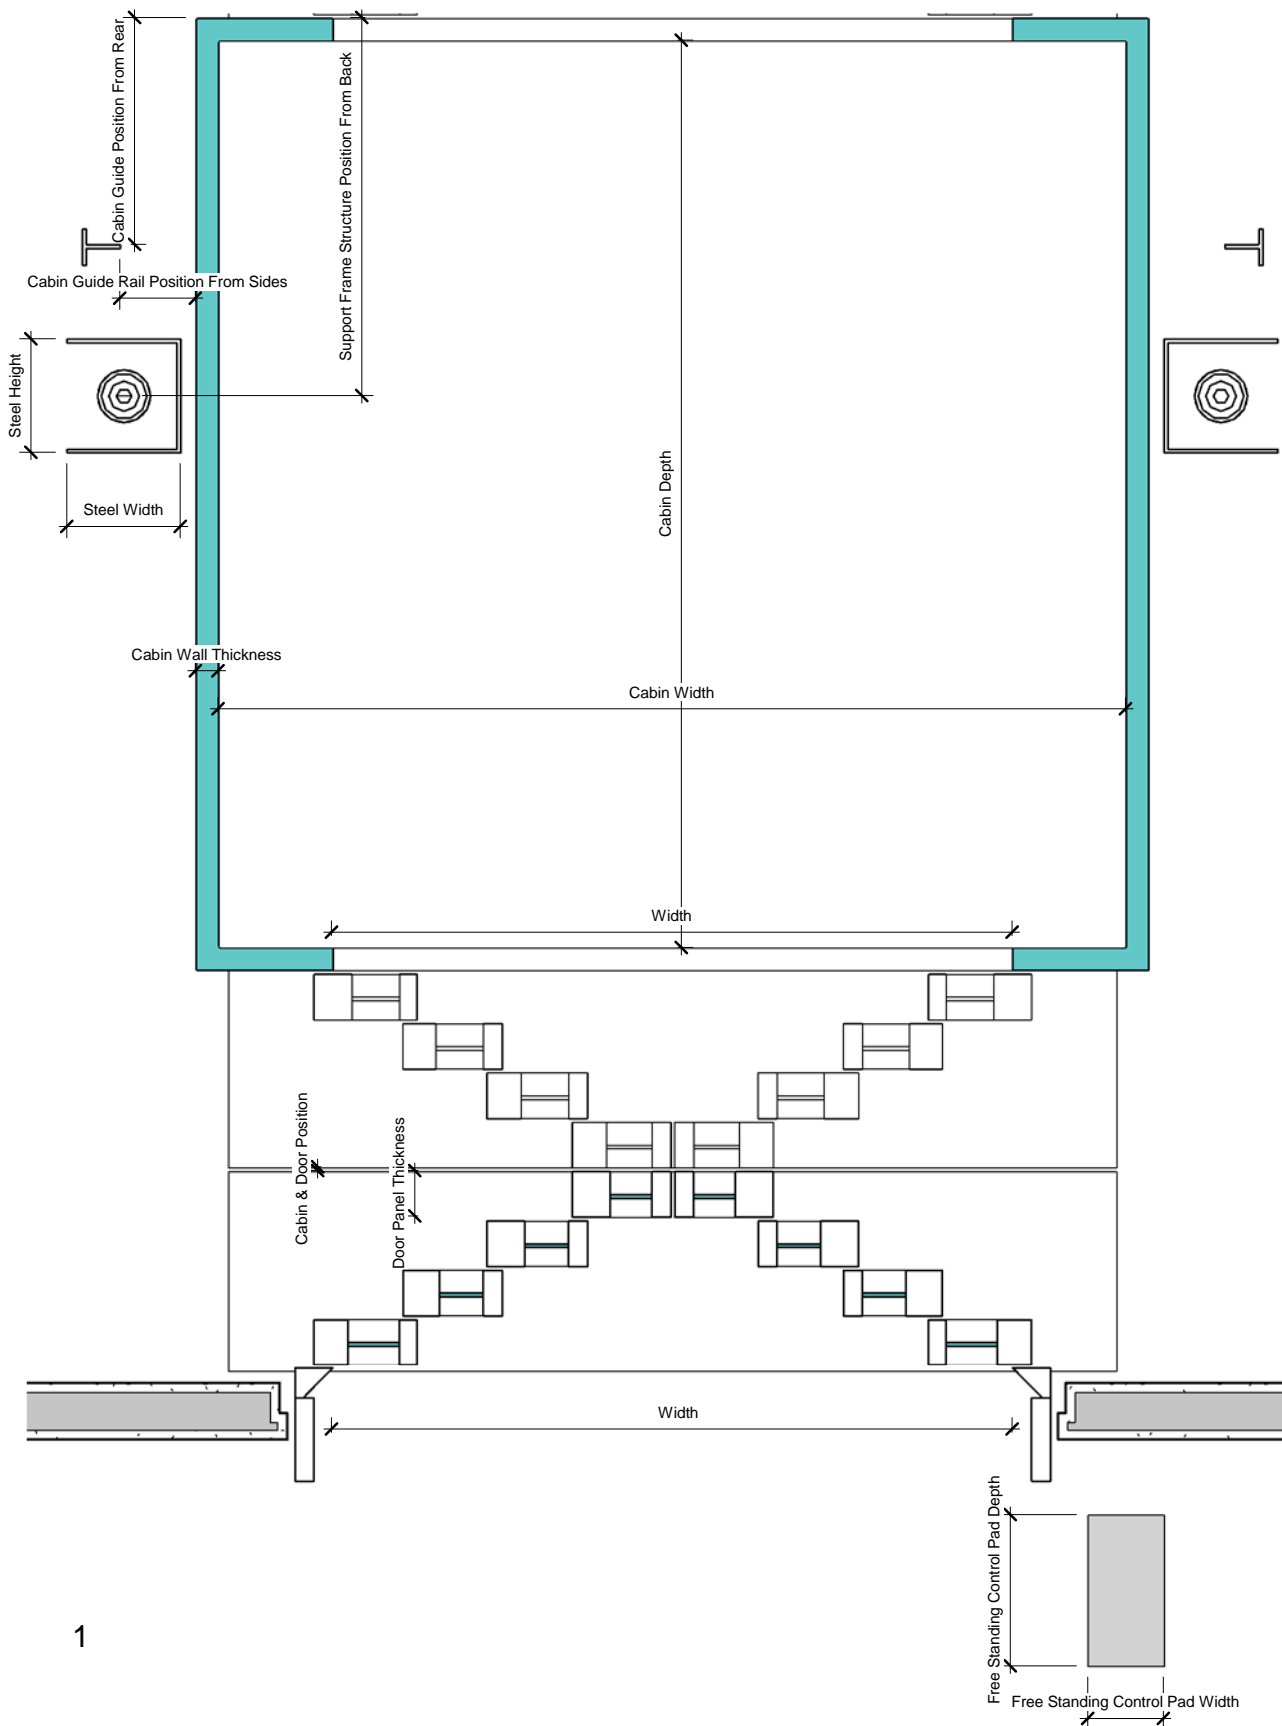 Cabin Guide Position From Rear
Support Frame Structure Position From Back
Cabin Guide Rail Position From Sides
Steel Height
Steel Width
Cabin Depth
Cabin Wall Thickness
Cabin Width
Width
Cabin & Door Position
Door Panel Thickness
Width
Free Standing Control Pad Depth
1
Free Standing Control Pad Width